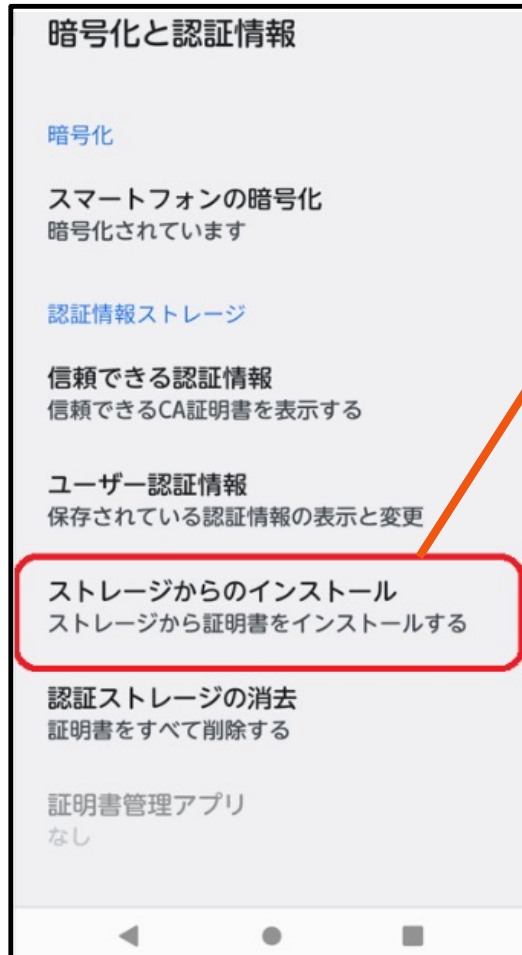 暗号化と認証情報
暗号化
スマートフォンの暗号化
暗号化されています
認証情報ストレージ
信頼できる認証情報
信頼できるCA証明書を表示する
ユーザー認証情報
保存されている認証情報の表示と変更
ストレージからのインストール
ストレージから証明書をインストールする
認証ストレージの消去
証明書をすべて削除する
証明書管理アプリ
なし